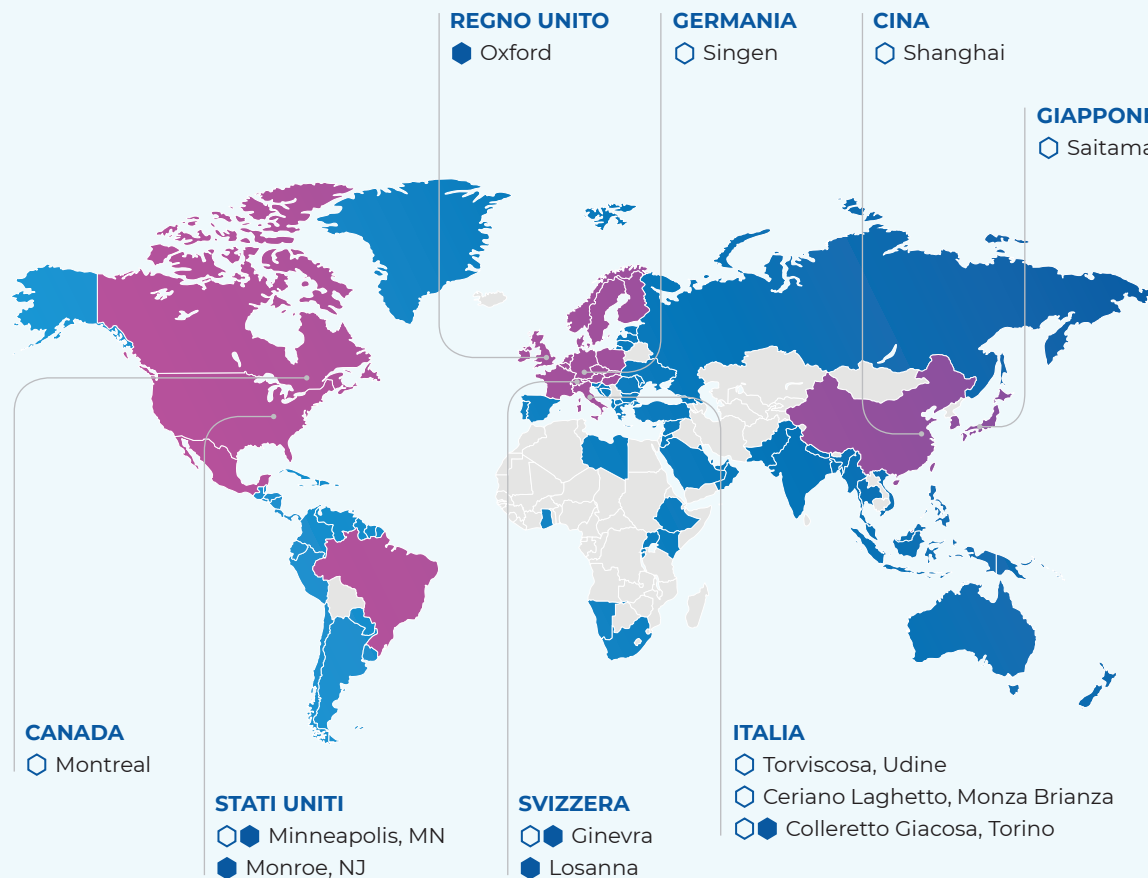 REGNO UNITO
Oxford
GERMANIA
Singen
CINA
Shanghai
GIAPPONE
Saitama
CANADA
Montreal
STATI UNITI
Minneapolis, MN
Monroe, NJ
SVIZZERA
Ginevra
Losanna
ITALIA
Torviscosa, Udine
Ceriano Laghetto, Monza Brianza
Colleretto Giacosa, Torino